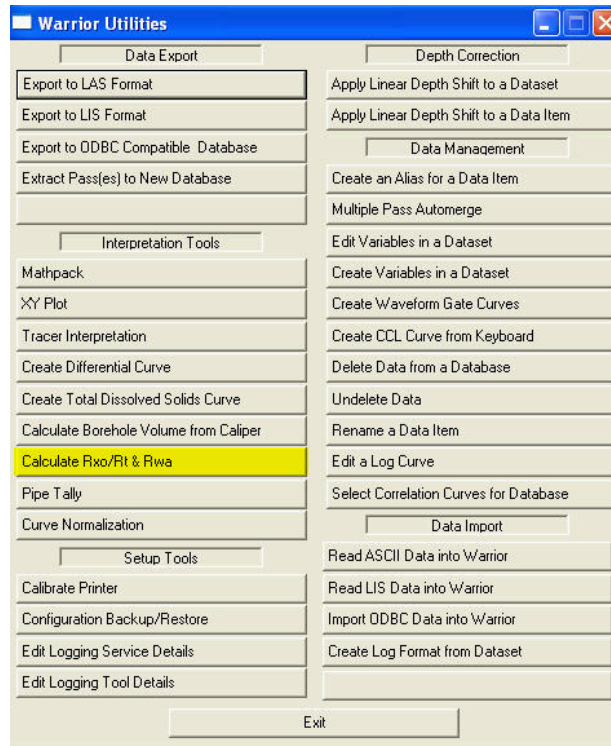 Warrior Utilities
Data Export
Export to LAS Format
Export to LIS Format
Export to ODBC Compatible Database
Extract Pass(es) to New Database
Interpretation Tools
Mathpack
XY Plot
Tracer Interpretation
Create Differential Curve
Create Total Dissolved Solids Curve
Calculate Borehole Volume from Caliper
Calculate Rxo/Rt & Rwa
Pipe Tally
Curve Normalization
Setup Tools
Calibrate Printer
Configuration Backup/Restore
Edit Logging Service Details
Edit Logging Tool Details
Depth Correction
Apply Linear Depth Shift to a Dataset
Apply Linear Depth Shift to a Data Item
Data Management
Create an Alias for a Data Item
Multiple Pass Automerge
Edit Variables in a Dataset
Create Variables in a Dataset
Create Waveform Gate Curves
Create CCL Curve from Keyboard
Delete Data from a Database
Undelete Data
Rename a Data Item
Edit a Log Curve
Select Correlation Curves for Database
Data Import
Read ASCII Data into Warrior
Read LIS Data into Warrior
Import ODBC Data into Warrior
Create Log Format from Dataset
Exit